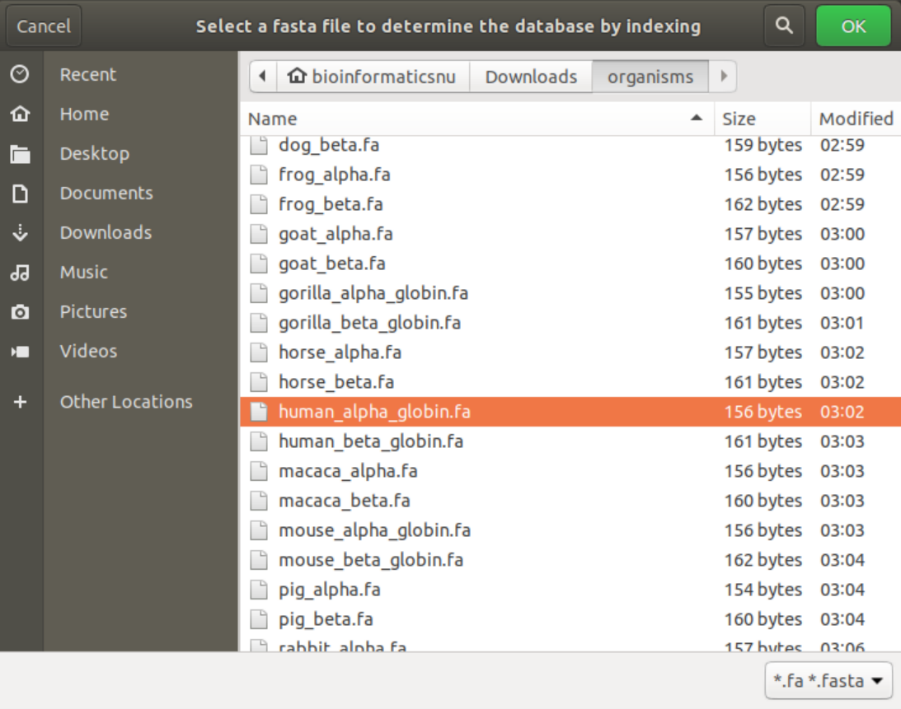 Cancel Select a fasta file to determine the database by indexing OK
Recent
Home
Desktop
Documents
Downloads
Music
Pictures
Videos
Other Locations
bioinformaticsnu Downloads organisms
Name Size Modified
dog_beta.fa 159 bytes 02:59
frog_alpha.fa 156 bytes 02:59
frog_beta.fa 162 bytes 02:59
goat_alpha.fa 157 bytes 03:00
goat_beta.fa 160 bytes 03:00
gorilla_alpha_globin.fa 155 bytes 03:00
gorilla_beta_globin.fa 161 bytes 03:01
horse_alpha.fa 157 bytes 03:02
horse_beta.fa 161 bytes 03:02
human_alpha_globin.fa 156 bytes 03:02
human_beta_globin.fa 161 bytes 03:03
macaca_alpha.fa 156 bytes 03:03
macaca_beta.fa 160 bytes 03:03
mouse_alpha_globin.fa 156 bytes 03:03
mouse_beta_globin.fa 162 bytes 03:04
pig_alpha.fa 154 bytes 03:04
pig_beta.fa 160 bytes 03:04
rabbit_alpha.fa 157 bytes 03:06
*.fa *.fasta